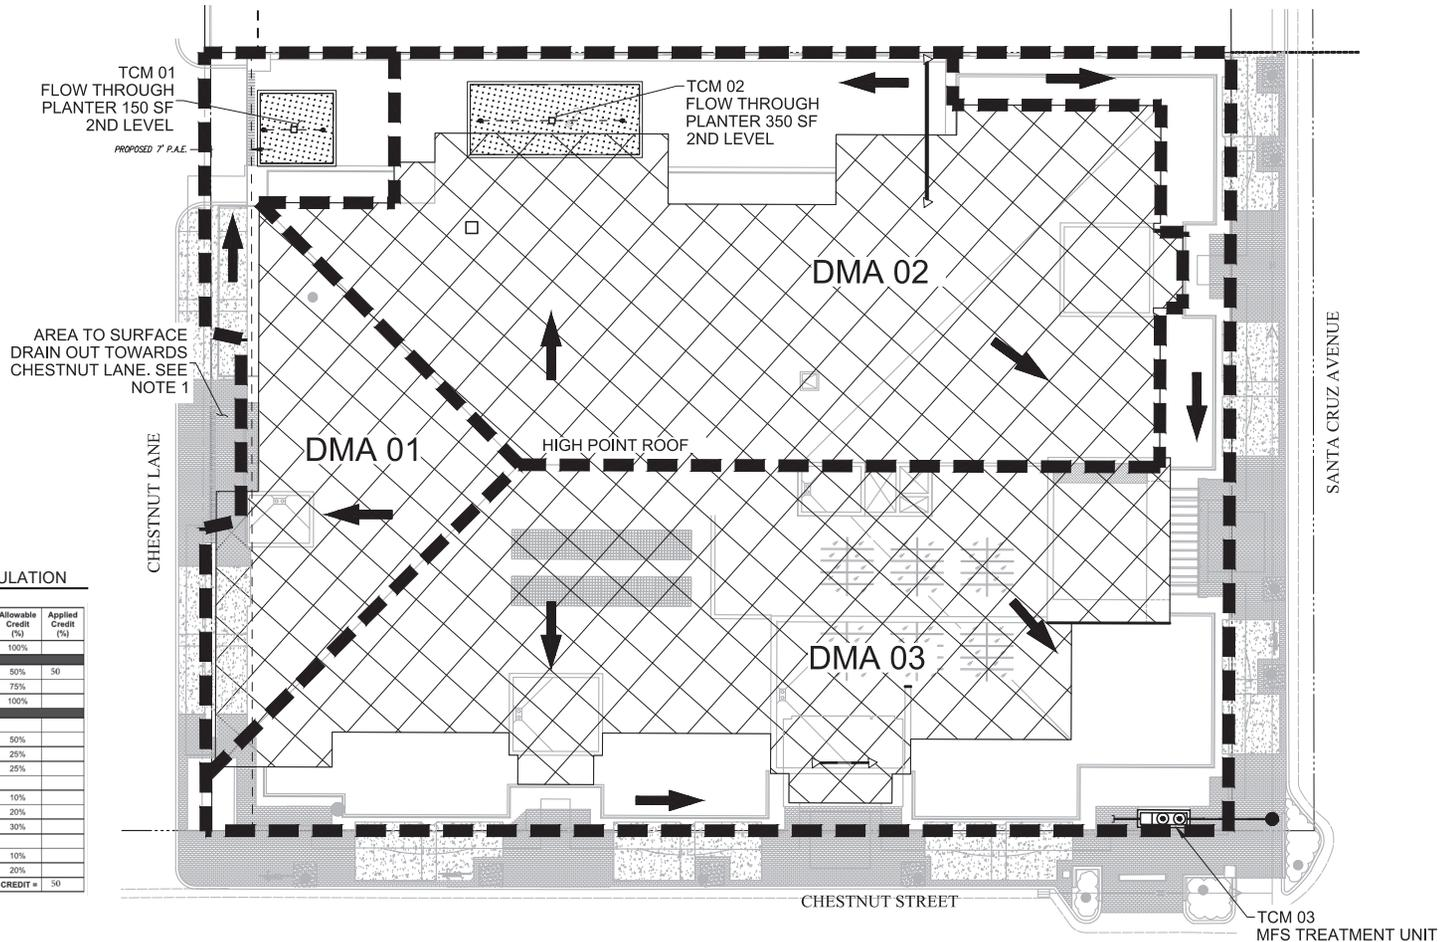 TCM 01
FLOW THROUGH
PLANTER 150 SF
2ND LEVEL
PROPOSED 7' P.A.E.
TCM 02
FLOW THROUGH
PLANTER 350 SF
2ND LEVEL
DMA 02
AREA TO SURFACE
DRAIN OUT TOWARDS
CHESTNUT LANE. SEE
NOTE 1
DMA 01
HIGH POINT ROOF
CHESTNUT LANE
SANTA CRUZ AVENUE
DMA 03
ULATION
Allowable Credit (%) Applied Credit (%)
100%
50% 50
75%
100%
50%
25%
25%
10%
20%
30%
10%
20%
CREDIT = 50
CHESTNUT STREET
TCM 03
MFS TREATMENT UNIT